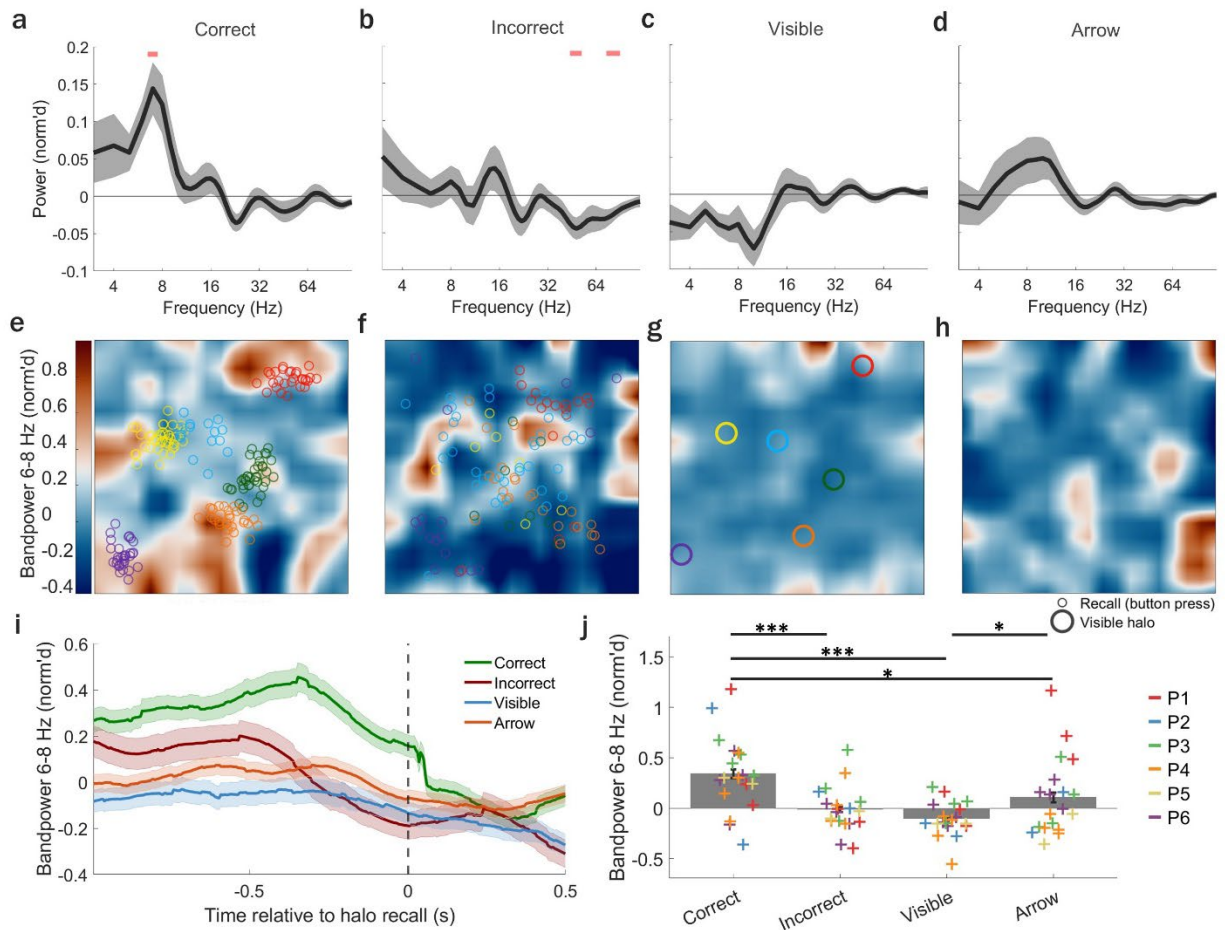 a
Correct
b
Incorrect
c
Visible
d
Arrow
Power (norm'd)
0.2
0.15
0.1
0.05
0
-0.05
-0.1
4 8 16 32 64
4 8 16 32 64
4 8 16 32 64
4 8 16 32 64
Frequency (Hz)
Frequency (Hz)
Frequency (Hz)
Frequency (Hz)
e
f
g
h
Bandpower 6-8 Hz (norm'd)
0.8
0.6
0.4
0.2
0
-0.2
-0.4
Recall (button press)
Visible halo
i
Bandpower 6-8 Hz (norm'd)
0.6
0.4
0.2
0
-0.2
-0.4
Correct
Incorrect
Visible
Arrow
-0.5 0 0.5
Time relative to halo recall (s)
j
Bandpower 6-8 Hz (norm'd)
1.5
1
0.5
0
-0.5
***
***
*
*
Correct
Incorrect
Visible
Arrow
P1
P2
P3
P4
P5
P6